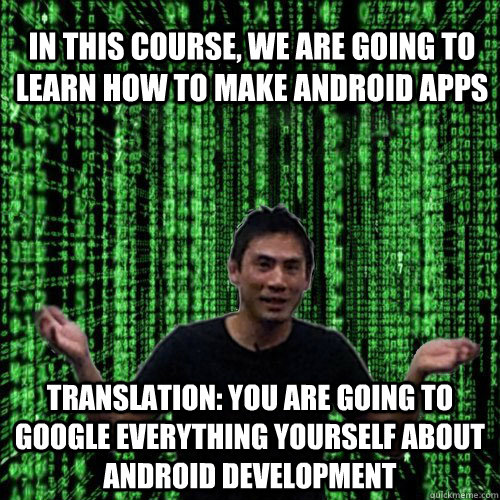 IN THIS COURSE, WE ARE GOING TO
LEARN HOW TO MAKE ANDROID APPS
TRANSLATION: YOU ARE GOING TO
GOOGLE EVERYTHING YOURSELF ABOUT
ANDROID DEVELOPMENT
quickmeme.com